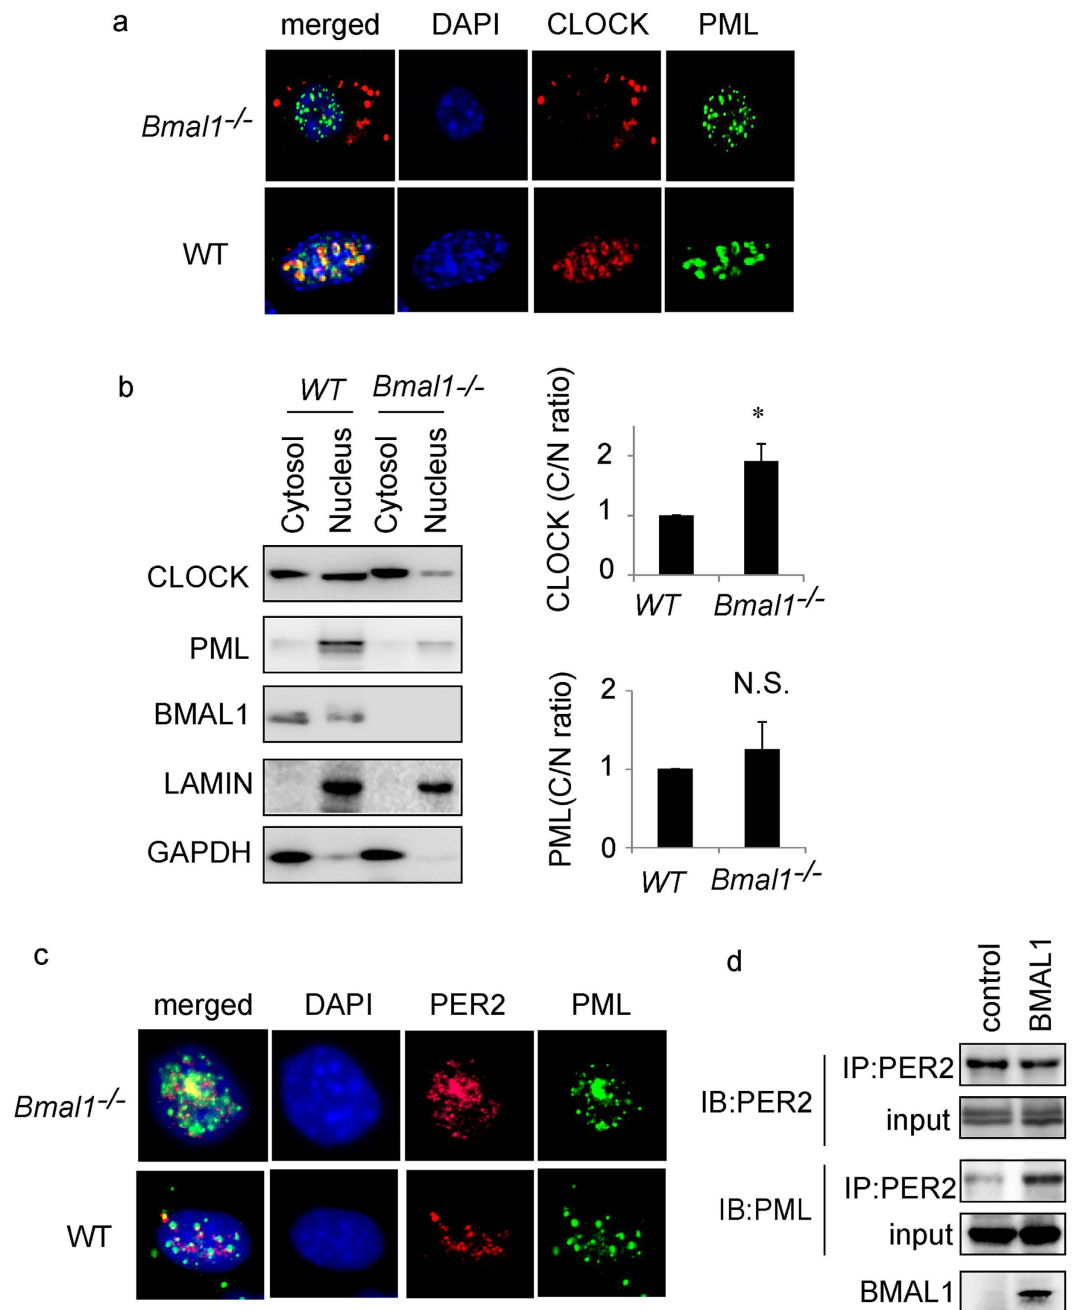 a
merged DAPI CLOCK PML
Bmal1-/-
WT
b
WT Bmal1-/-
Cytosol Nucleus Cytosol Nucleus
CLOCK
PML
BMAL1
LAMIN
GAPDH
CLOCK (C/N ratio)
*
2
1
0
WT Bmal1-/-
PML(C/N ratio)
N.S.
2
1
0
WT Bmal1-/-
c
merged DAPI PER2 PML
Bmal1-/-
WT
d
control BMAL1
IB:PER2
IP:PER2
input
IB:PML
IP:PER2
input
BMAL1